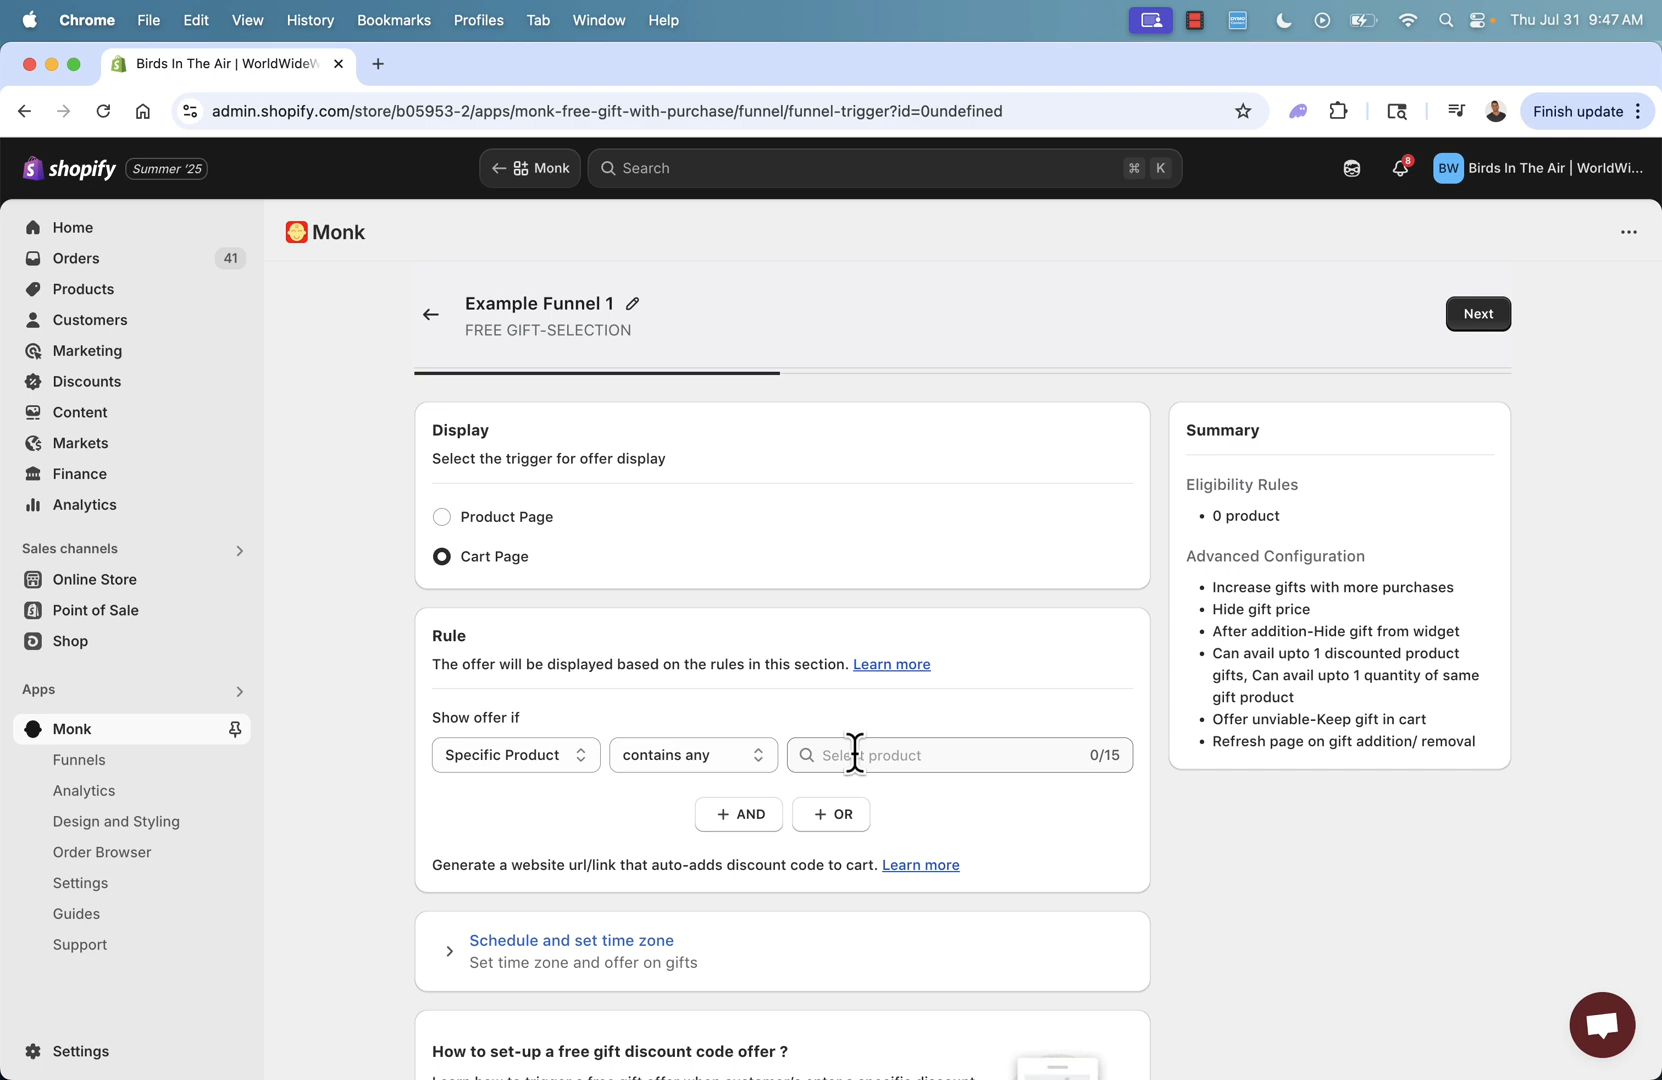 Chrome File Edit View History Bookmarks Profiles Tab Window Help Thu Jul 31 9:47 AM
Birds In The Air | WorldWide
admin.shopify.com/store/b05953-2/apps/monk-free-gift-with-purchase/funnel/funnel-trigger?id=0undefined Finish update
shopify Summer '25 Monk Search ⌘ K 8 BW Birds In The Air | WorldWi...
Home
Orders 41
Products
Customers
Marketing
Discounts
Content
Markets
Finance
Analytics
Sales channels
Online Store
Point of Sale
Shop
Apps
Monk
Funnels
Analytics
Design and Styling
Order Browser
Settings
Guides
Support
Settings
Monk
Example Funnel 1
FREE GIFT-SELECTION
Next
Display
Select the trigger for offer display
Product Page
Cart Page
Rule
The offer will be displayed based on the rules in this section. Learn more
Show offer if
Specific Product contains any Select product 0/15
+ AND + OR
Generate a website url/link that auto-adds discount code to cart. Learn more
Schedule and set time zone
Set time zone and offer on gifts
How to set-up a free gift discount code offer ?
Summary
Eligibility Rules
• 0 product
Advanced Configuration
• Increase gifts with more purchases
• Hide gift price
• After addition-Hide gift from widget
• Can avail upto 1 discounted product
gifts, Can avail upto 1 quantity of same
gift product
• Offer unviable-Keep gift in cart
• Refresh page on gift addition/ removal